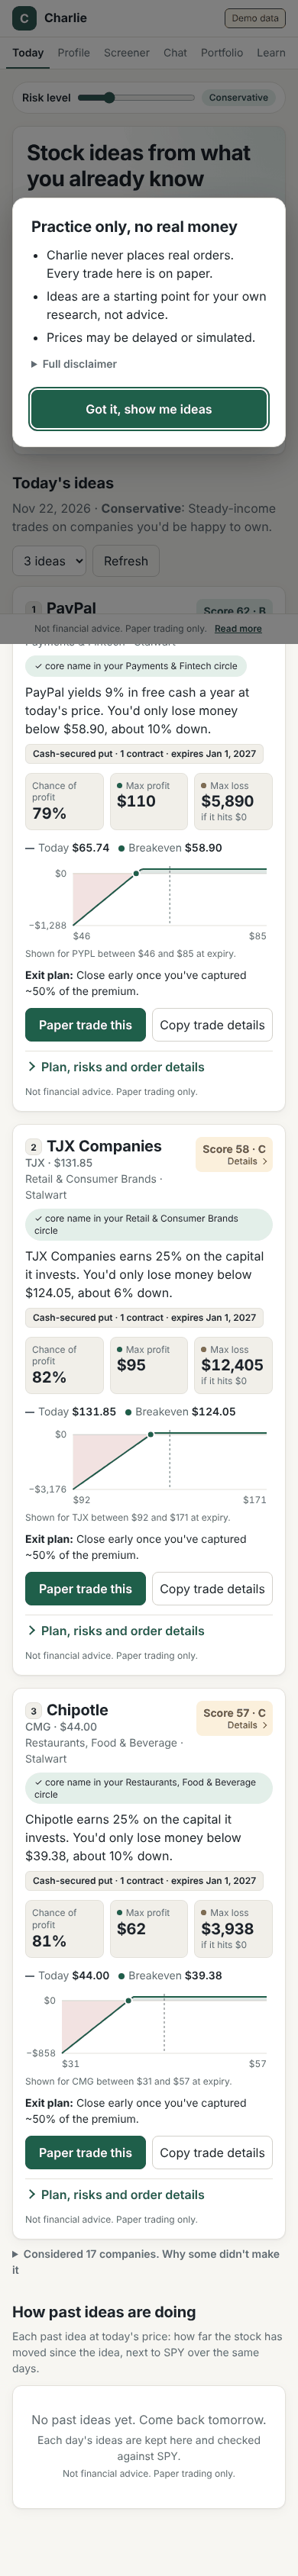 C Charlie Demo data
Today Profile Screener Chat Portfolio Learn
Risk level Conservative
Stock ideas from what
you already know
Practice only, no real money
• Charlie never places real orders.
Every trade here is on paper.
• Ideas are a starting point for your own
research, not advice.
• Prices may be delayed or simulated.
▶ Full disclaimer
Got it, show me ideas
Today's ideas
Nov 22, 2026 · Conservative: Steady-income
trades on companies you'd be happy to own.
3 ideas Refresh
1 PayPal Score 62 · B
Not financial advice. Paper trading only. Read more
Payments & Fintech · Stalwart
✓ core name in your Payments & Fintech circle
PayPal yields 9% in free cash a year at
today's price. You'd only lose money
below $58.90, about 10% down.
Cash-secured put · 1 contract · expires Jan 1, 2027
Chance of
profit
79%
Max profit
$110
Max loss
$5,890
if it hits $0
Today $65.74 Breakeven $58.90
$0
−$1,288
$46 $85
Shown for PYPL between $46 and $85 at expiry.
Exit plan: Close early once you've captured
~50% of the premium.
Paper trade this Copy trade details
Plan, risks and order details
Not financial advice. Paper trading only.
2 TJX Companies Score 58 · C
TJX · $131.85 Details
Retail & Consumer Brands ·
Stalwart
✓ core name in your Retail & Consumer Brands
circle
TJX Companies earns 25% on the capital
it invests. You'd only lose money below
$124.05, about 6% down.
Cash-secured put · 1 contract · expires Jan 1, 2027
Chance of
profit
82%
Max profit
$95
Max loss
$12,405
if it hits $0
Today $131.85 Breakeven $124.05
$0
−$3,176
$92 $171
Shown for TJX between $92 and $171 at expiry.
Exit plan: Close early once you've captured
~50% of the premium.
Paper trade this Copy trade details
Plan, risks and order details
Not financial advice. Paper trading only.
3 Chipotle Score 57 · C
CMG · $44.00 Details
Restaurants, Food & Beverage ·
Stalwart
✓ core name in your Restaurants, Food & Beverage
circle
Chipotle earns 25% on the capital it
invests. You'd only lose money below
$39.38, about 10% down.
Cash-secured put · 1 contract · expires Jan 1, 2027
Chance of
profit
81%
Max profit
$62
Max loss
$3,938
if it hits $0
Today $44.00 Breakeven $39.38
$0
−$858
$31 $57
Shown for CMG between $31 and $57 at expiry.
Exit plan: Close early once you've captured
~50% of the premium.
Paper trade this Copy trade details
Plan, risks and order details
Not financial advice. Paper trading only.
▶ Considered 17 companies. Why some didn't make
it
How past ideas are doing
Each past idea at today's price: how far the stock has
moved since the idea, next to SPY over the same
days.
No past ideas yet. Come back tomorrow.
Each day's ideas are kept here and checked
against SPY.
Not financial advice. Paper trading only.